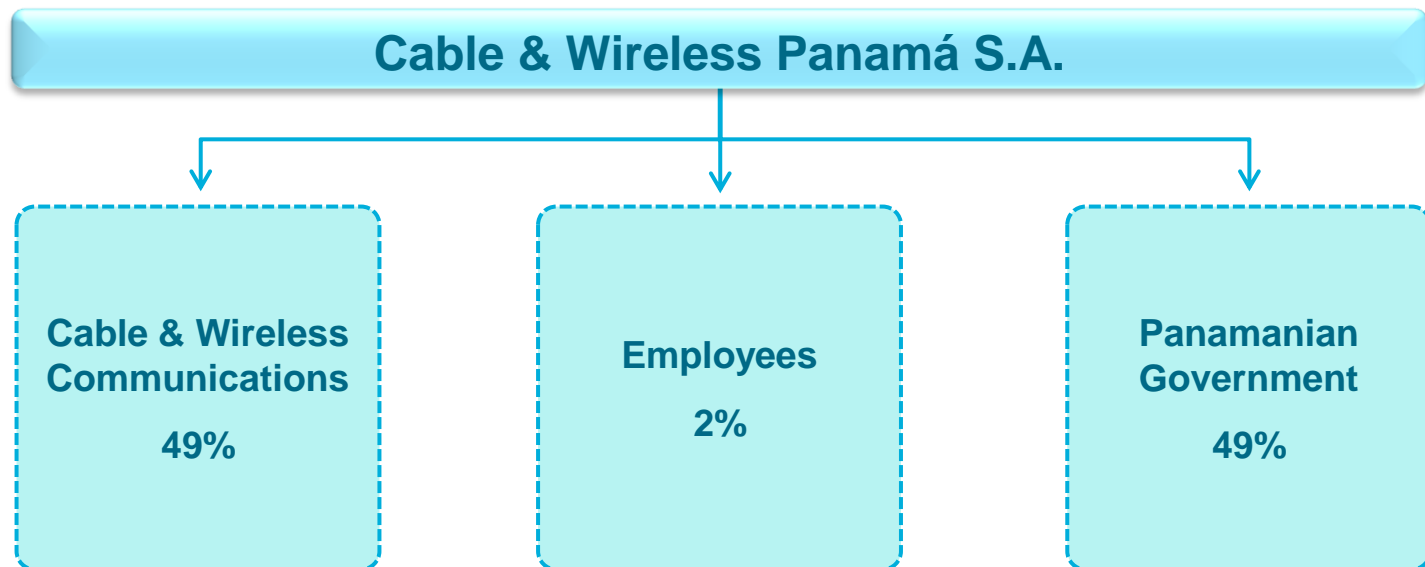 Cable & Wireless Panamá S.A.
Cable & Wireless
Communications
49%
Employees
2%
Panamanian
Government
49%